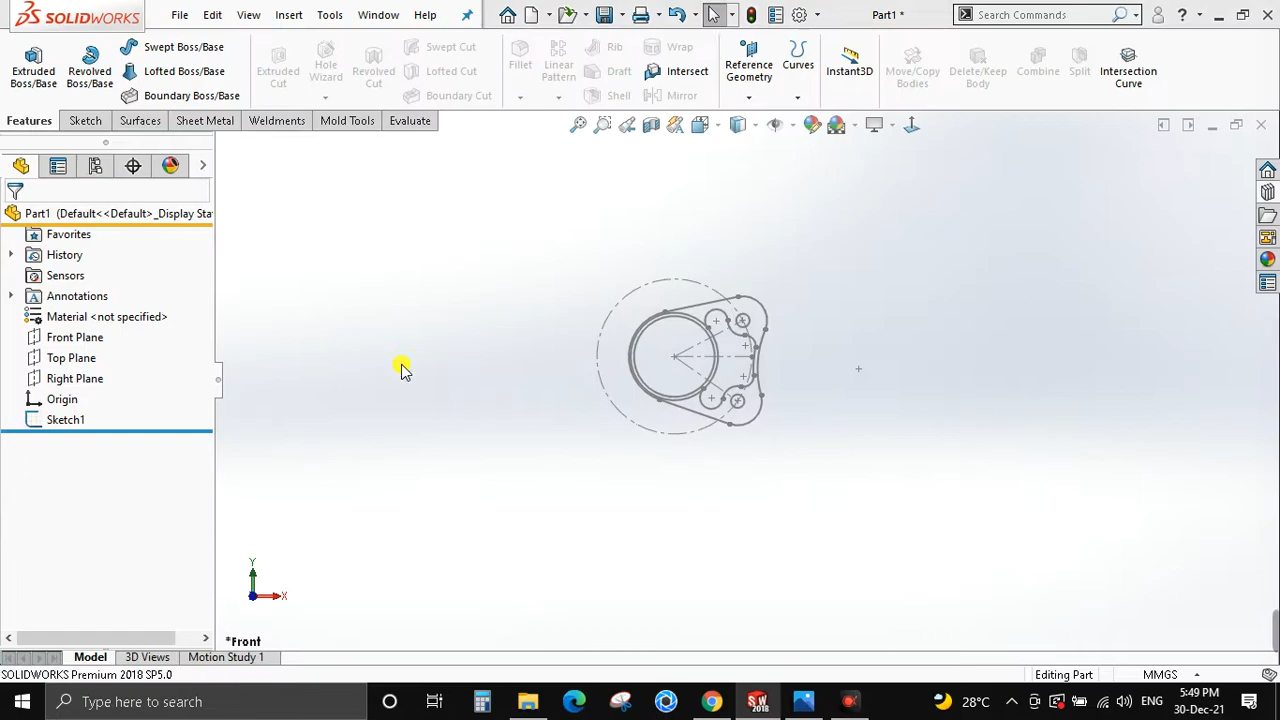 SOLIDWORKS File Edit View Insert Tools Window Help Part1 * Search Commands ?
Extruded Boss/Base Revolved Boss/Base Swept Boss/Base Lofted Boss/Base Boundary Boss/Base Extruded Cut Hole Wizard Revolved Cut Swept Cut Lofted Cut Boundary Cut Fillet Linear Pattern Rib Draft Shell Wrap Intersect Mirror Reference Geometry Curves Instant3D Move/Copy Bodies Delete/Keep Body Combine Split Intersection Curve
Features Sketch Surfaces Sheet Metal Weldments Mold Tools Evaluate
Part1 (Default<<Default>_Display Sta
Favorites
History
Sensors
Annotations
Material <not specified>
Front Plane
Top Plane
Right Plane
Origin
Sketch1
Y
X
*Front
Model 3D Views Motion Study 1
SOLIDWORKS Premium 2018 SP5.0 Editing Part MMGS
Type here to search SW 2018 28°C ENG 5:49 PM
30-Dec-21